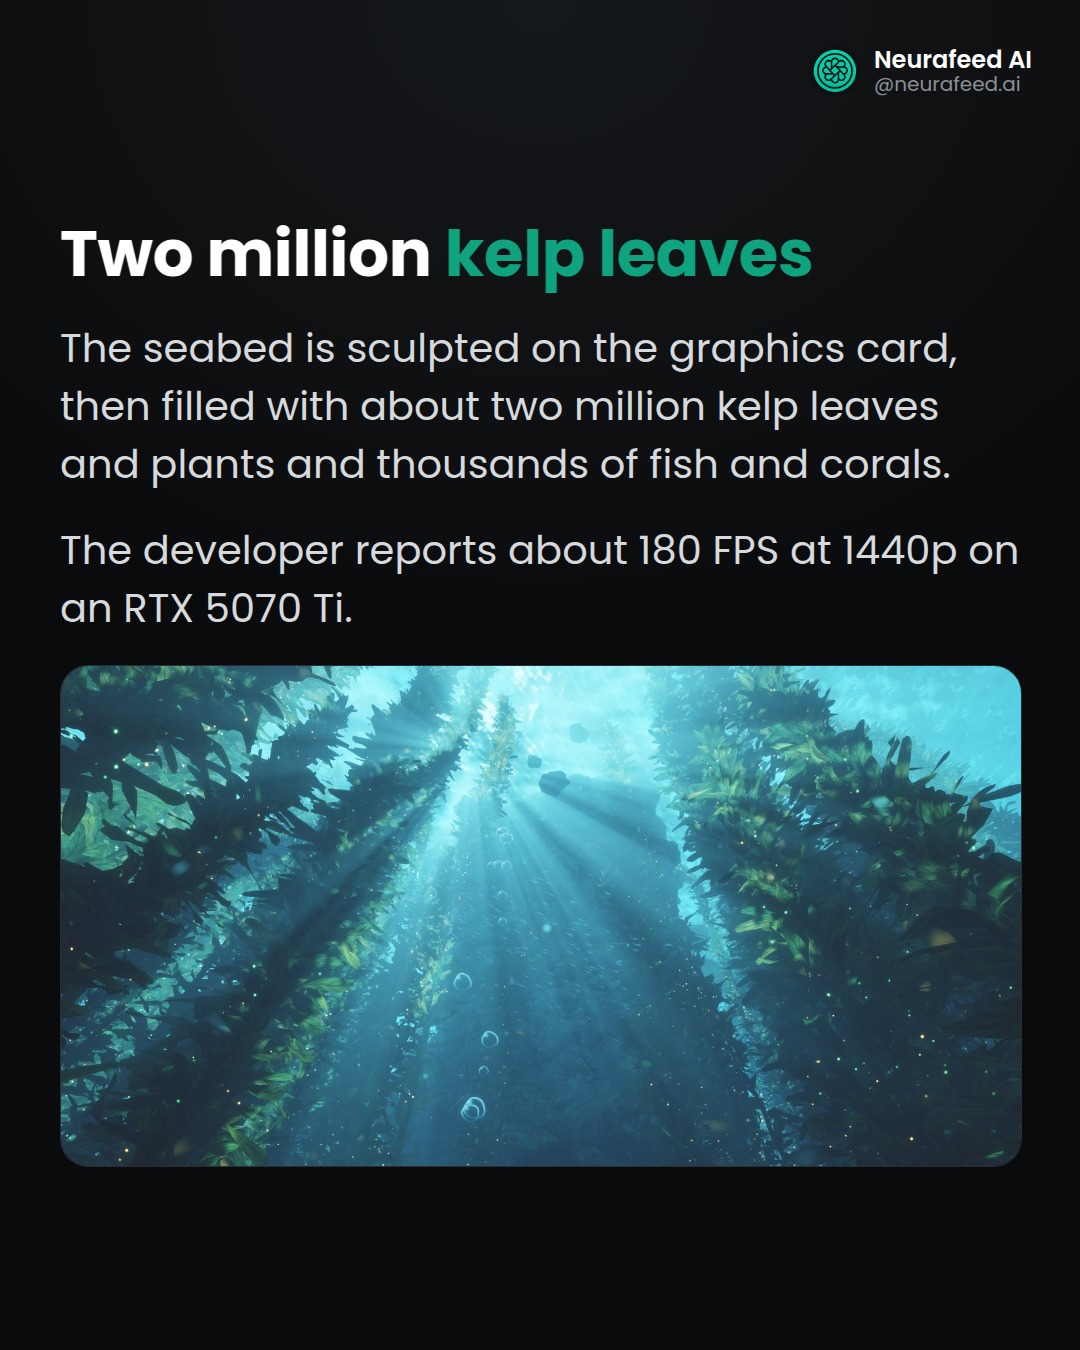 Neurafeed AI
@neurafeed.ai
Two million kelp leaves
The seabed is sculpted on the graphics card,
then filled with about two million kelp leaves
and plants and thousands of fish and corals.
The developer reports about 180 FPS at 1440p on
an RTX 5070 Ti.